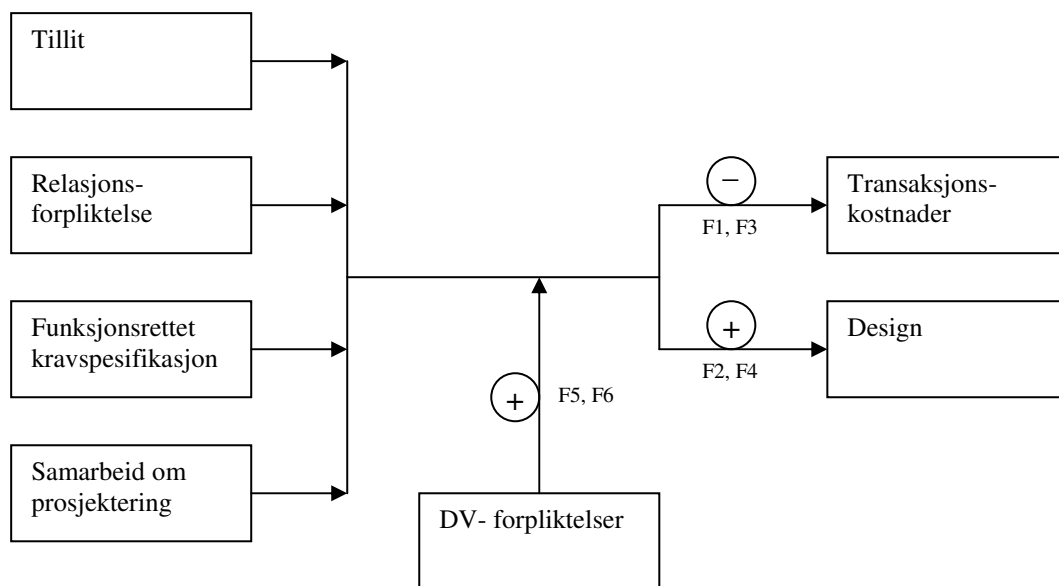 Tillit
Relasjons-
forpliktelse
Funksjonsrettet
kravspesifikasjon
Samarbeid om
prosjektering
DV- forpliktelser
+
F5, F6
−
F1, F3
+
F2, F4
Transaksjons-
kostnader
Design